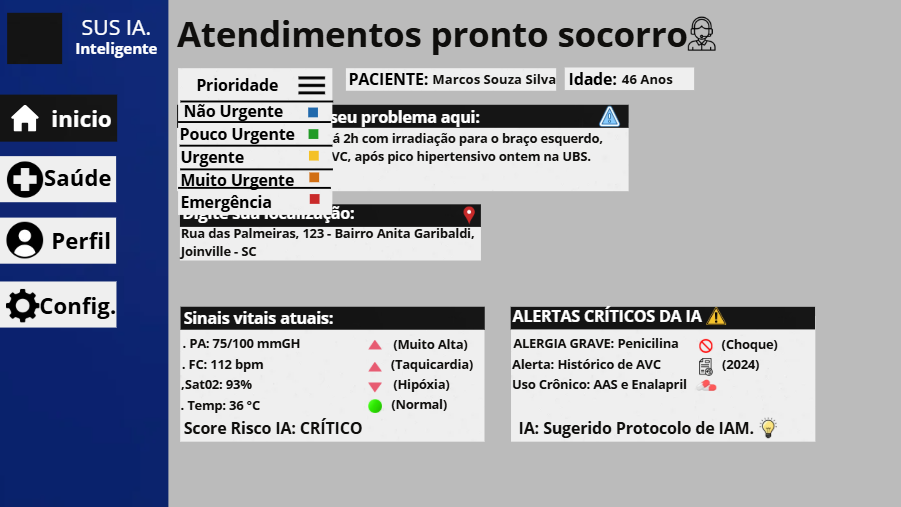 SUS IA.
Inteligente
Atendimentos pronto socorro
inicio
Saúde
Perfil
Config.
Prioridade
Não Urgente
Pouco Urgente
Urgente
Muito Urgente
Emergência
PACIENTE: Marcos Souza Silva
Idade: 46 Anos
seu problema aqui:
á 2h com irradiação para o braço esquerdo,
VC, após pico hipertensivo ontem na UBS.
Digite sua localização:
Rua das Palmeiras, 123 - Bairro Anita Garibaldi,
Joinville - SC
Sinais vitais atuais:
. PA: 75/100 mmGH (Muito Alta)
. FC: 112 bpm (Taquicardia)
,Sat02: 93% (Hipóxia)
. Temp: 36 °C (Normal)
Score Risco IA: CRÍTICO
ALERTAS CRÍTICOS DA IA
ALERGIA GRAVE: Penicilina (Choque)
Alerta: Histórico de AVC (2024)
Uso Crônico: AAS e Enalapril
IA: Sugerido Protocolo de IAM.